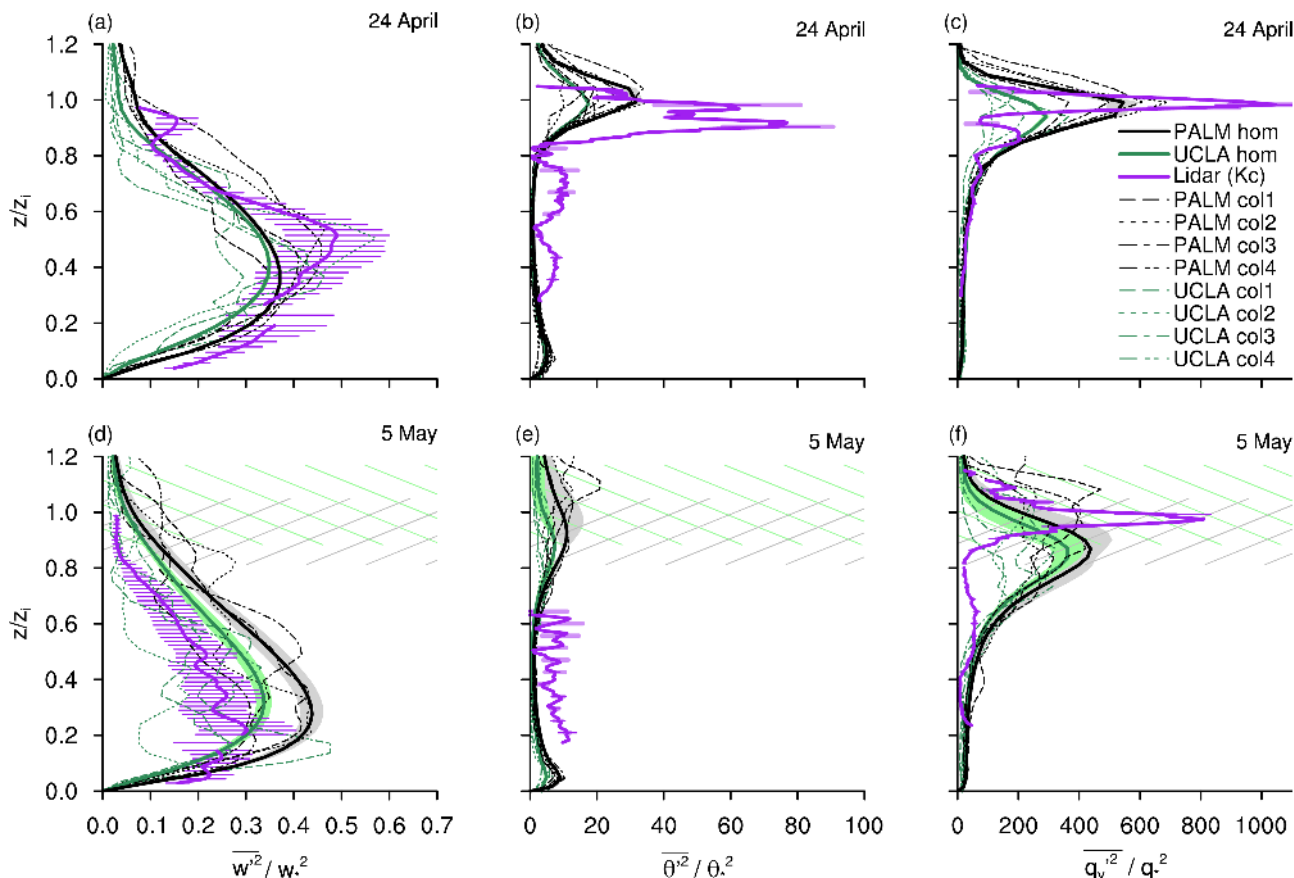 (a) 24 April
(b) 24 April
(c) 24 April
1.2
1.0
0.8
0.6
0.4
0.2
0.0
z/zᵢ
PALM hom
UCLA hom
Lidar (Kc)
PALM col1
PALM col2
PALM col3
PALM col4
UCLA col1
UCLA col2
UCLA col3
UCLA col4
(d) 5 May
(e) 5 May
(f) 5 May
1.2
1.0
0.8
0.6
0.4
0.2
0.0
z/zᵢ
0.0 0.1 0.2 0.3 0.4 0.5 0.6 0.7
0 20 40 60 80 100
0 200 400 600 800 1000
w'² / w*²
θ'² / θ*²
qᵥ'² / q*²